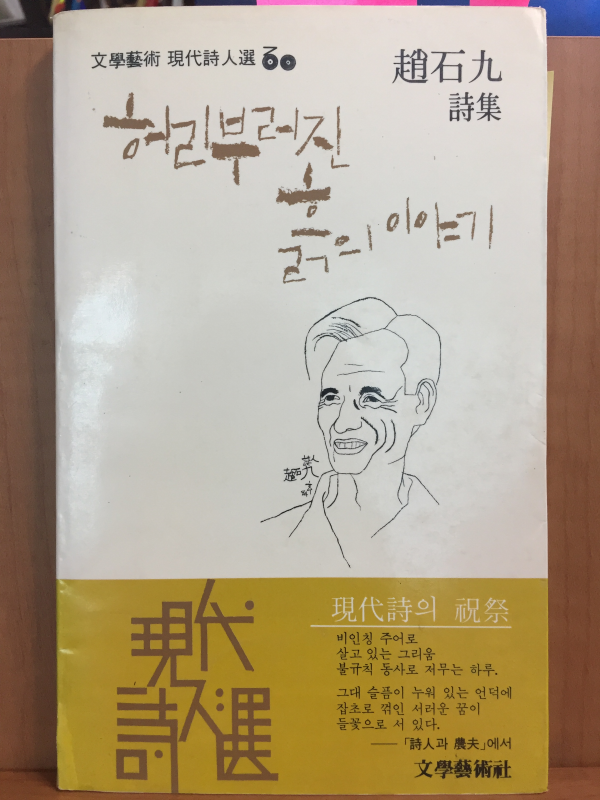 文學藝術 現代詩人選 30
趙石九
詩集
허리부러진
흙의 이야기
現代詩의 祝祭
비인칭 주어로
살고 있는 그리움
불규칙 동사로 저무는 하루.
그대 슬픔이 누워 있는 언덕에
잡초로 꺾인 서러운 꿈이
들꽃으로 서 있다.
——「詩人과 農夫」에서
文學藝術社
現代
詩人選